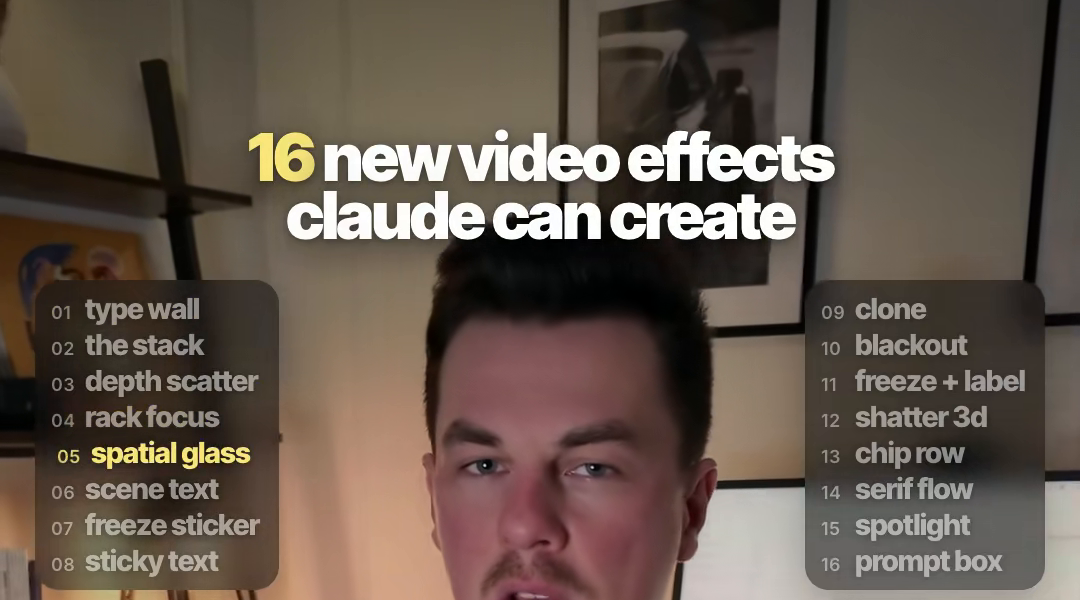 16 new video effects
claude can create
01 type wall
02 the stack
03 depth scatter
04 rack focus
05 spatial glass
06 scene text
07 freeze sticker
08 sticky text
09 clone
10 blackout
11 freeze + label
12 shatter 3d
13 chip row
14 serif flow
15 spotlight
16 prompt box